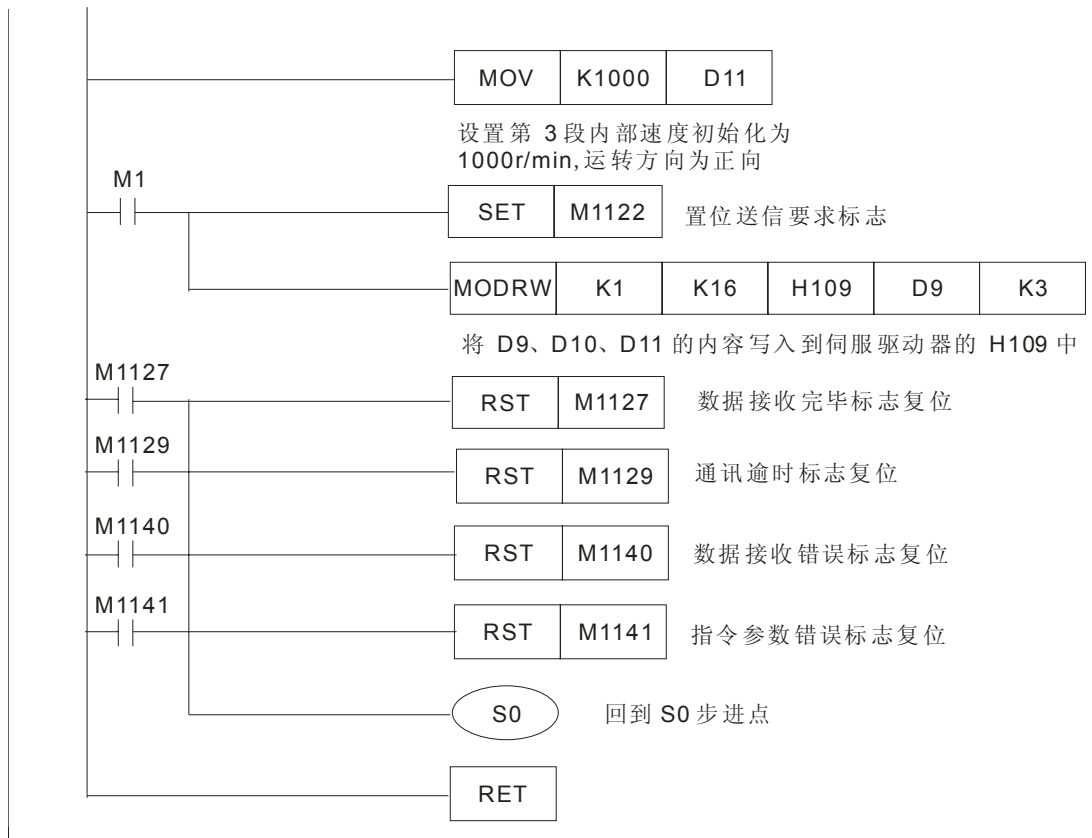 MOV K1000 D11
设置第 3 段内部速度初始化为
1000r/min,运转方向为正向
M1
SET M1122 置位送信要求标志
MODRW K1 K16 H109 D9 K3
将 D9、D10、D11 的内容写入到伺服驱动器的 H109 中
M1127
RST M1127 数据接收完毕标志复位
M1129
RST M1129 通讯逾时标志复位
M1140
RST M1140 数据接收错误标志复位
M1141
RST M1141 指令参数错误标志复位
S0 回到 S0 步进点
RET